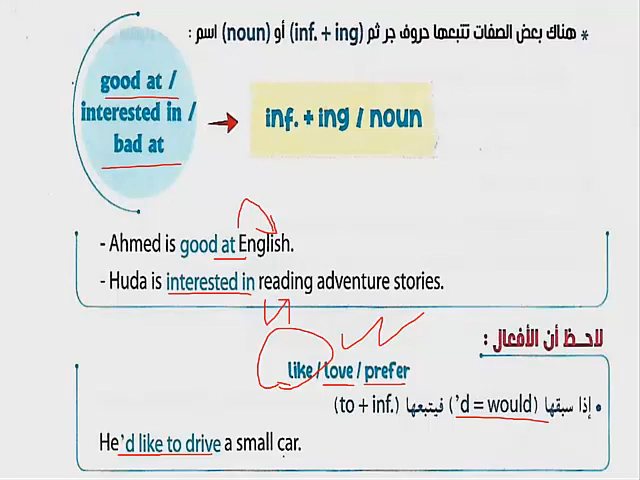 * هناك بعض الصفات تتبعها حروف جر ثم (inf. + ing) أو (noun) اسم :
good at /
interested in /
bad at
inf. + ing / noun
- Ahmed is good at English.
- Huda is interested in reading adventure stories.
لاحظ أن الأفعال :
like / love / prefer
• إذا سبقها (’d = would) فيتبعها (to + inf.)
He’d like to drive a small car.